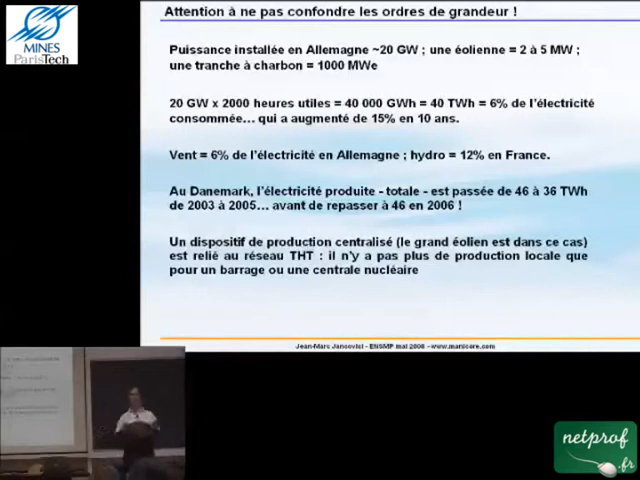 MINES
ParisTech
Attention à ne pas confondre les ordres de grandeur !
Puissance installée en Allemagne ~20 GW ; une éolienne = 2 à 5 MW ;
une tranche à charbon = 1000 MWe
20 GW x 2000 heures utiles = 40 000 GWh = 40 TWh = 6% de l'électricité
consommée... qui a augmenté de 15% en 10 ans.
Vent = 6% de l'électricité en Allemagne ; hydro = 12% en France.
Au Danemark, l'électricité produite - totale - est passée de 46 à 36 TWh
de 2003 à 2005... avant de repasser à 46 en 2006 !
Un dispositif de production centralisé (le grand éolien est dans ce cas)
est relié au réseau THT : il n'y a pas plus de production locale que
pour un barrage ou une centrale nucléaire
Jean-Marc Jancovici - ENSMP mai 2008 - www.manicore.com
netprof
.fr